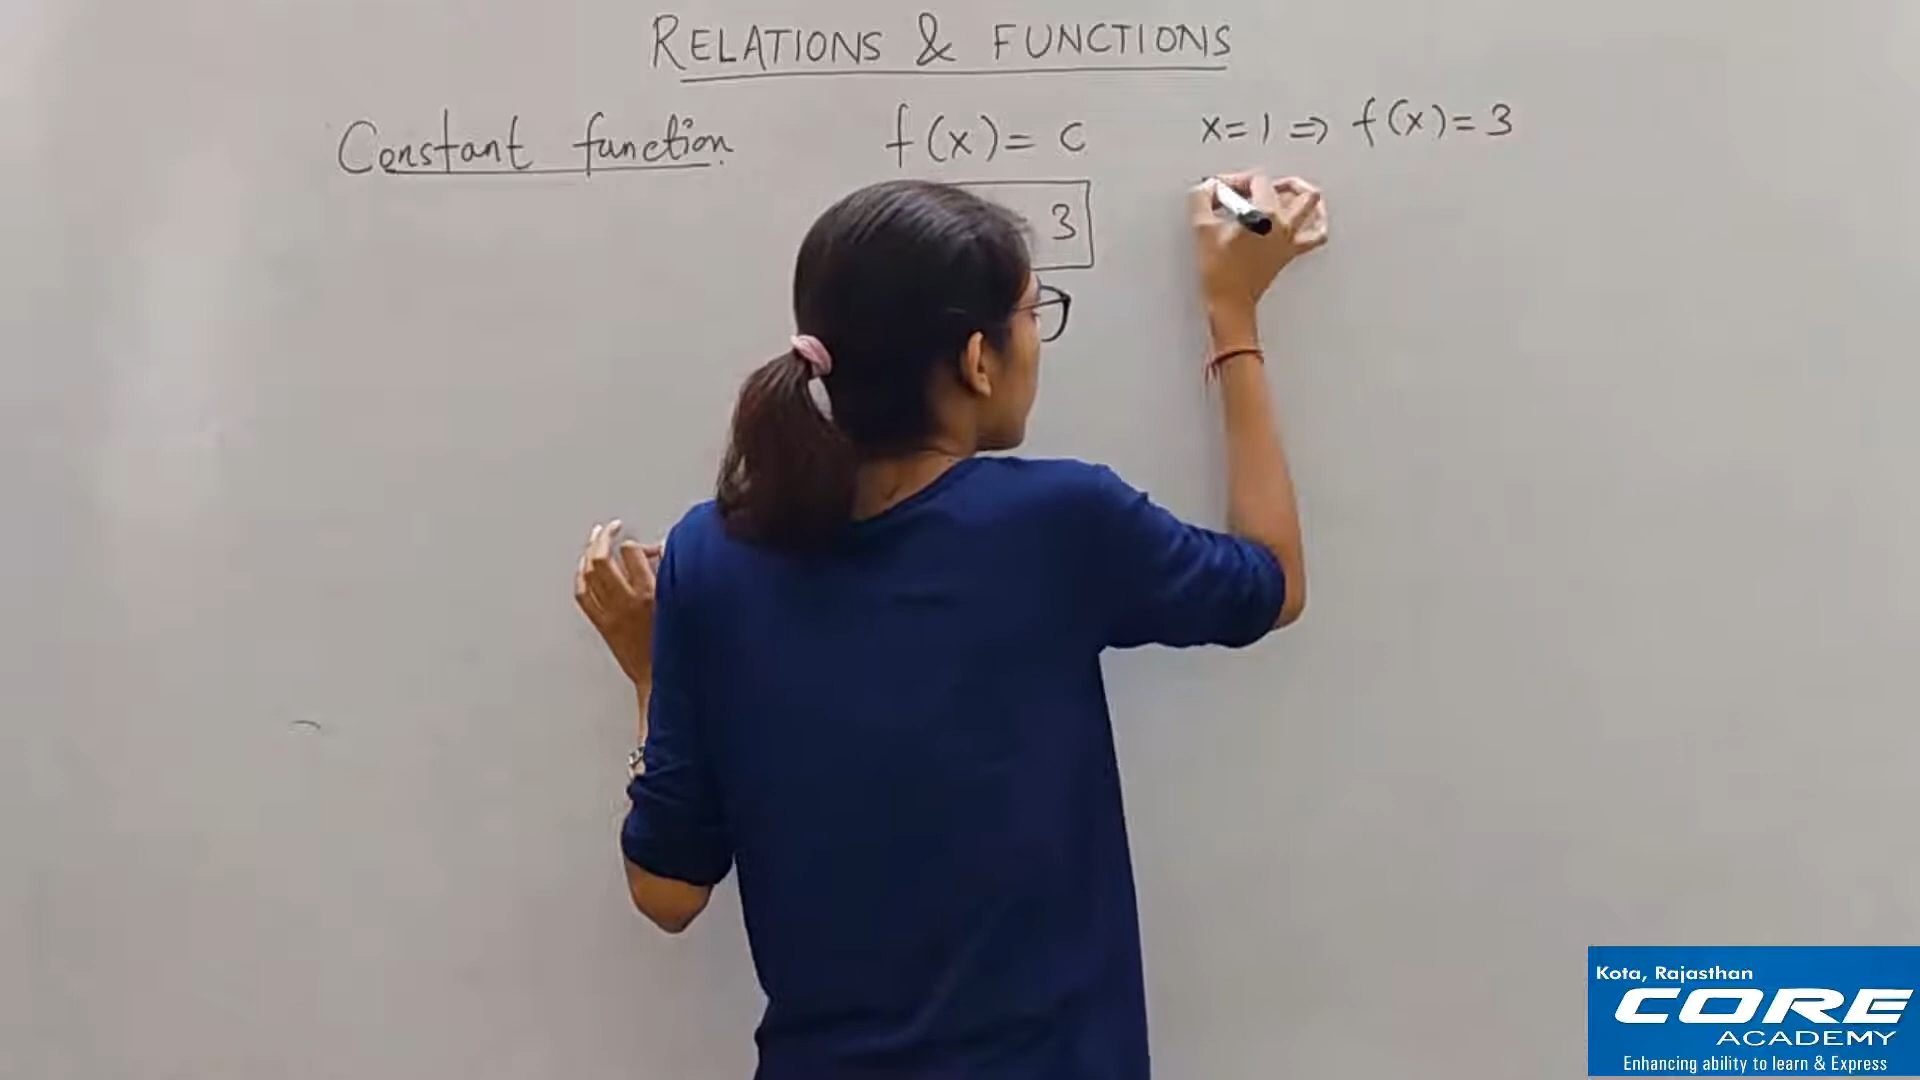 RELATIONS & FUNCTIONS
Constant function.
f(x) = c
3
x=1 ⇒ f(x)=3
Kota, Rajasthan
CORE
ACADEMY
Enhancing ability to learn & Express